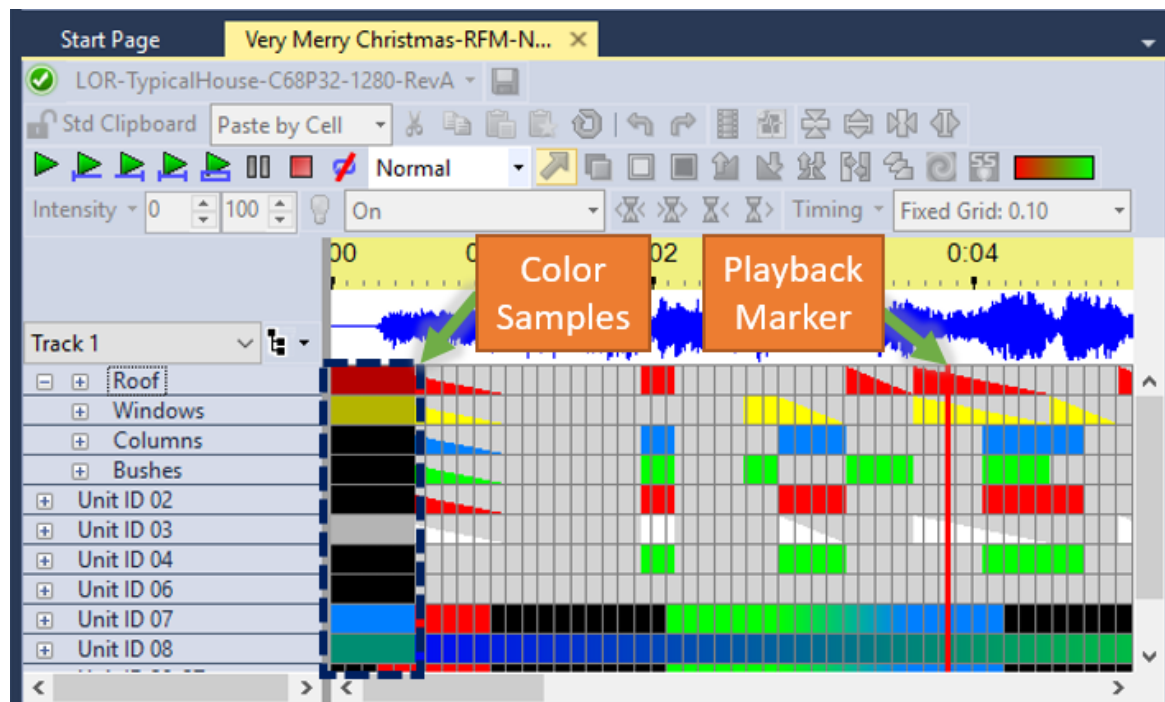 Start Page
Very Merry Christmas-RFM-N...
LOR-TypicalHouse-C68P32-1280-RevA
Std Clipboard Paste by Cell
Normal
SS
Intensity 0 100 On Timing Fixed Grid: 0.10
00 02 0:04
Color
Samples
Playback
Marker
Track 1
Roof
Windows
Columns
Bushes
Unit ID 02
Unit ID 03
Unit ID 04
Unit ID 06
Unit ID 07
Unit ID 08